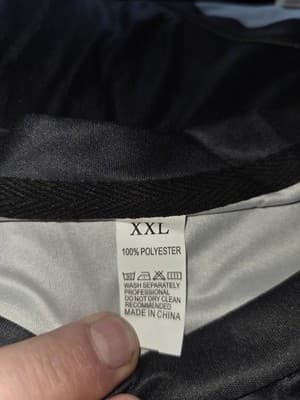 XXL
100% POLYESTER
WASH SEPARATELY
PROFESSIONAL
DO NOT DRY CLEAN
RECOMMENDED
MADE IN CHINA